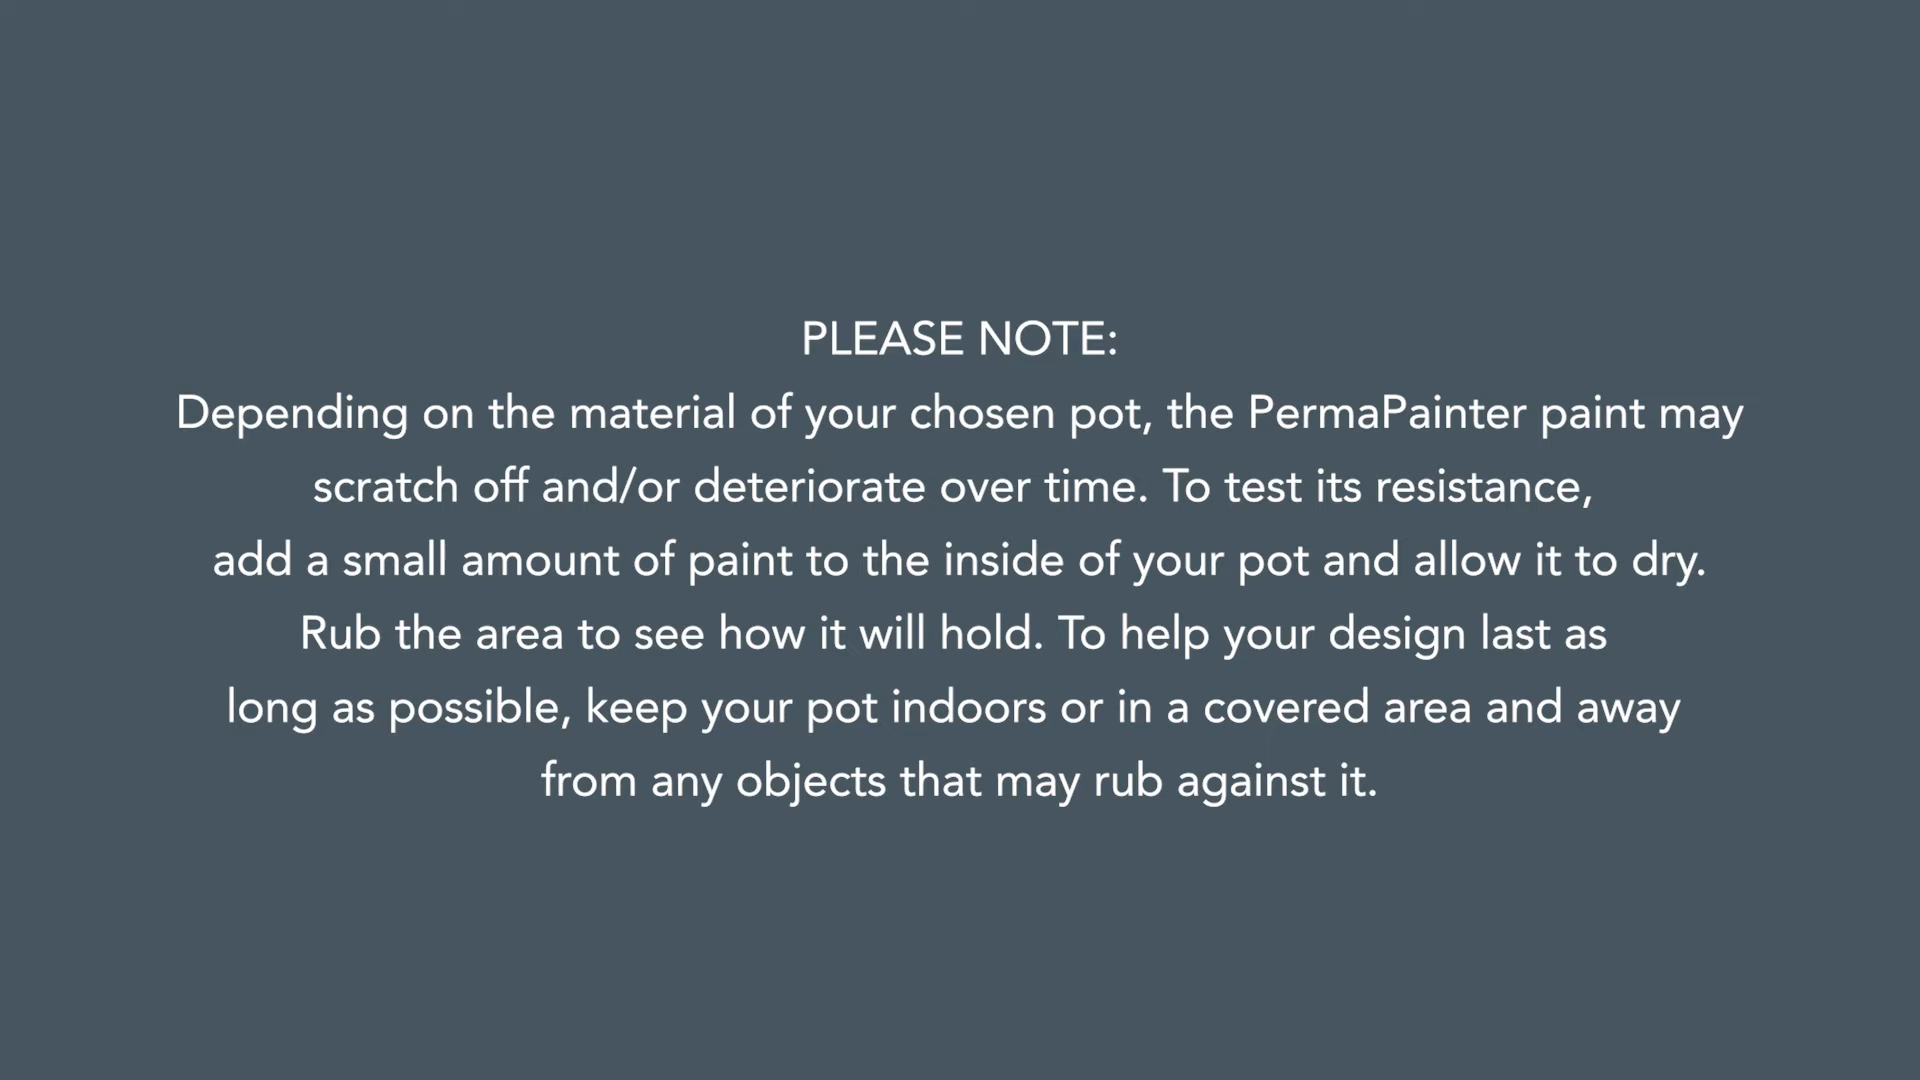 PLEASE NOTE:
Depending on the material of your chosen pot, the PermaPainter paint may
scratch off and/or deteriorate over time. To test its resistance,
add a small amount of paint to the inside of your pot and allow it to dry.
Rub the area to see how it will hold. To help your design last as
long as possible, keep your pot indoors or in a covered area and away
from any objects that may rub against it.